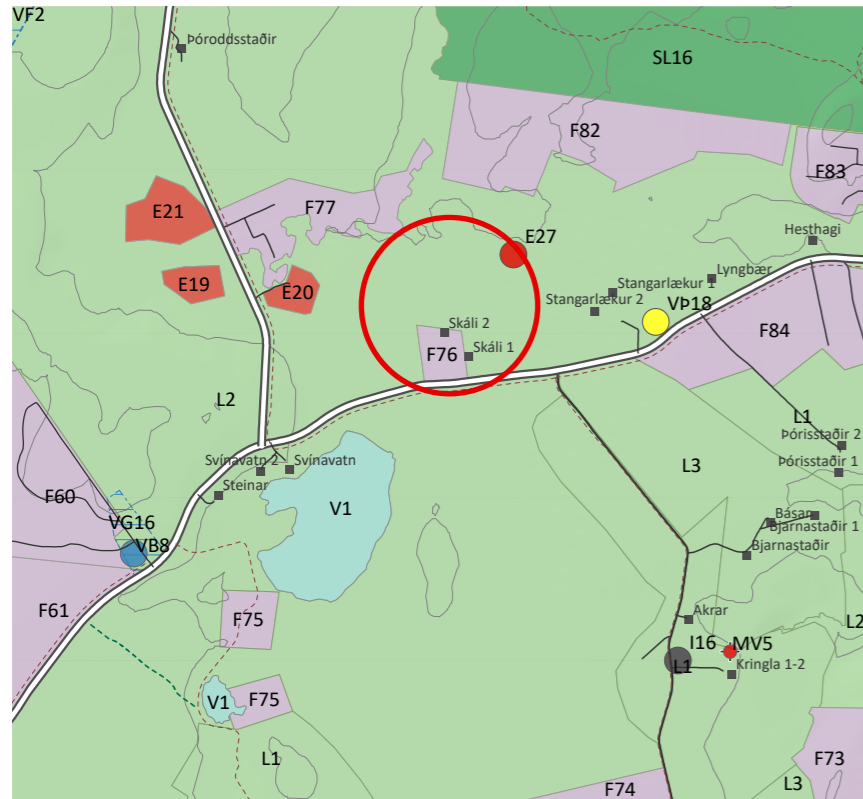 VF2
Þóroddsstaðir
SL16
F82
F83
F77
E21
E27
Hesthagi
E19
E20
Lyngbær
Stangarlækur 1
Stangarlækur 2
VÞ18
Skáli 2
F76
Skáli 1
F84
L2
L1
Þórisstaðir 2
L3
Þórisstaðir 1
Svínavatn 2
Svínavatn
Steinar
F60
V1
VG16
VB8
Básar
Bjarnastaðir 1
Bjarnastaðir
F61
F75
Akrar
L2
I16
MV5
L1
Kringla 1-2
V1
F75
L1
F73
L3
F74